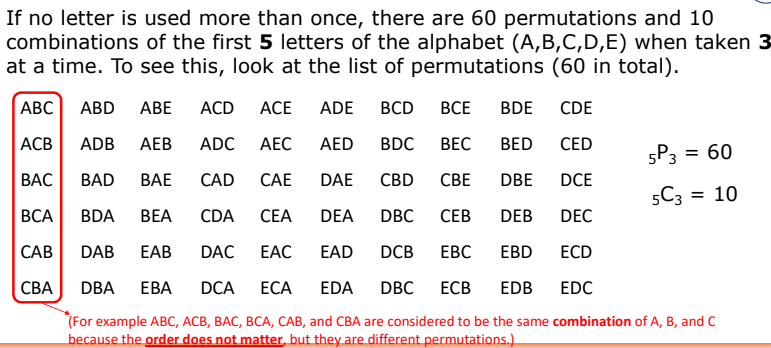 If no letter is used more than once, there are 60 permutations and 10
combinations of the first 5 letters of the alphabet (A,B,C,D,E) when taken 3
at a time. To see this, look at the list of permutations (60 in total).
ABC ABD ABE ACD ACE ADE BCD BCE BDE CDE
ACB ADB AEB ADC AEC AED BDC BEC BED CED
BAC BAD BAE CAD CAE DAE CBD CBE DBE DCE
BCA BDA BEA CDA CEA DEA DBC CEB DEB DEC
CAB DAB EAB DAC EAC EAD DCB EBC EBD ECD
CBA DBA EBA DCA ECA EDA DBC ECB EDB EDC
₅P₃ = 60
₅C₃ = 10
(For example ABC, ACB, BAC, BCA, CAB, and CBA are considered to be the same combination of A, B, and C
because the order does not matter, but they are different permutations.)